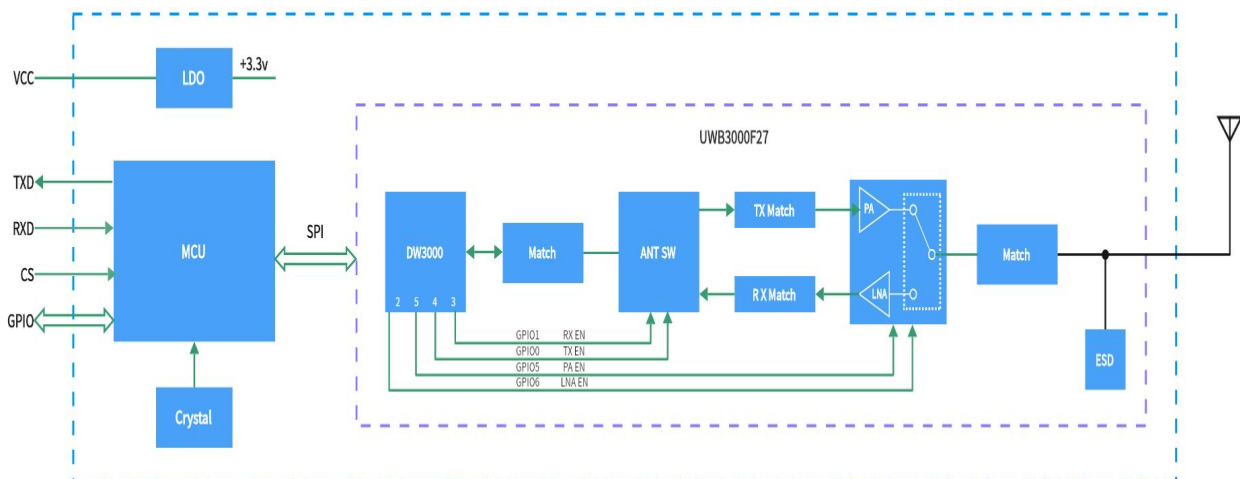 VCC
LDO
+3.3v
UWB3000F27
TXD
RXD
CS
GPIO
MCU
SPI
DW3000
2 5 4 3
Match
ANT SW
TX Match
R X Match
PA
LNA
Match
GPIO1 RX EN
GPIO0 TX EN
GPIO5 PA EN
GPIO6 LNA EN
ESD
Crystal